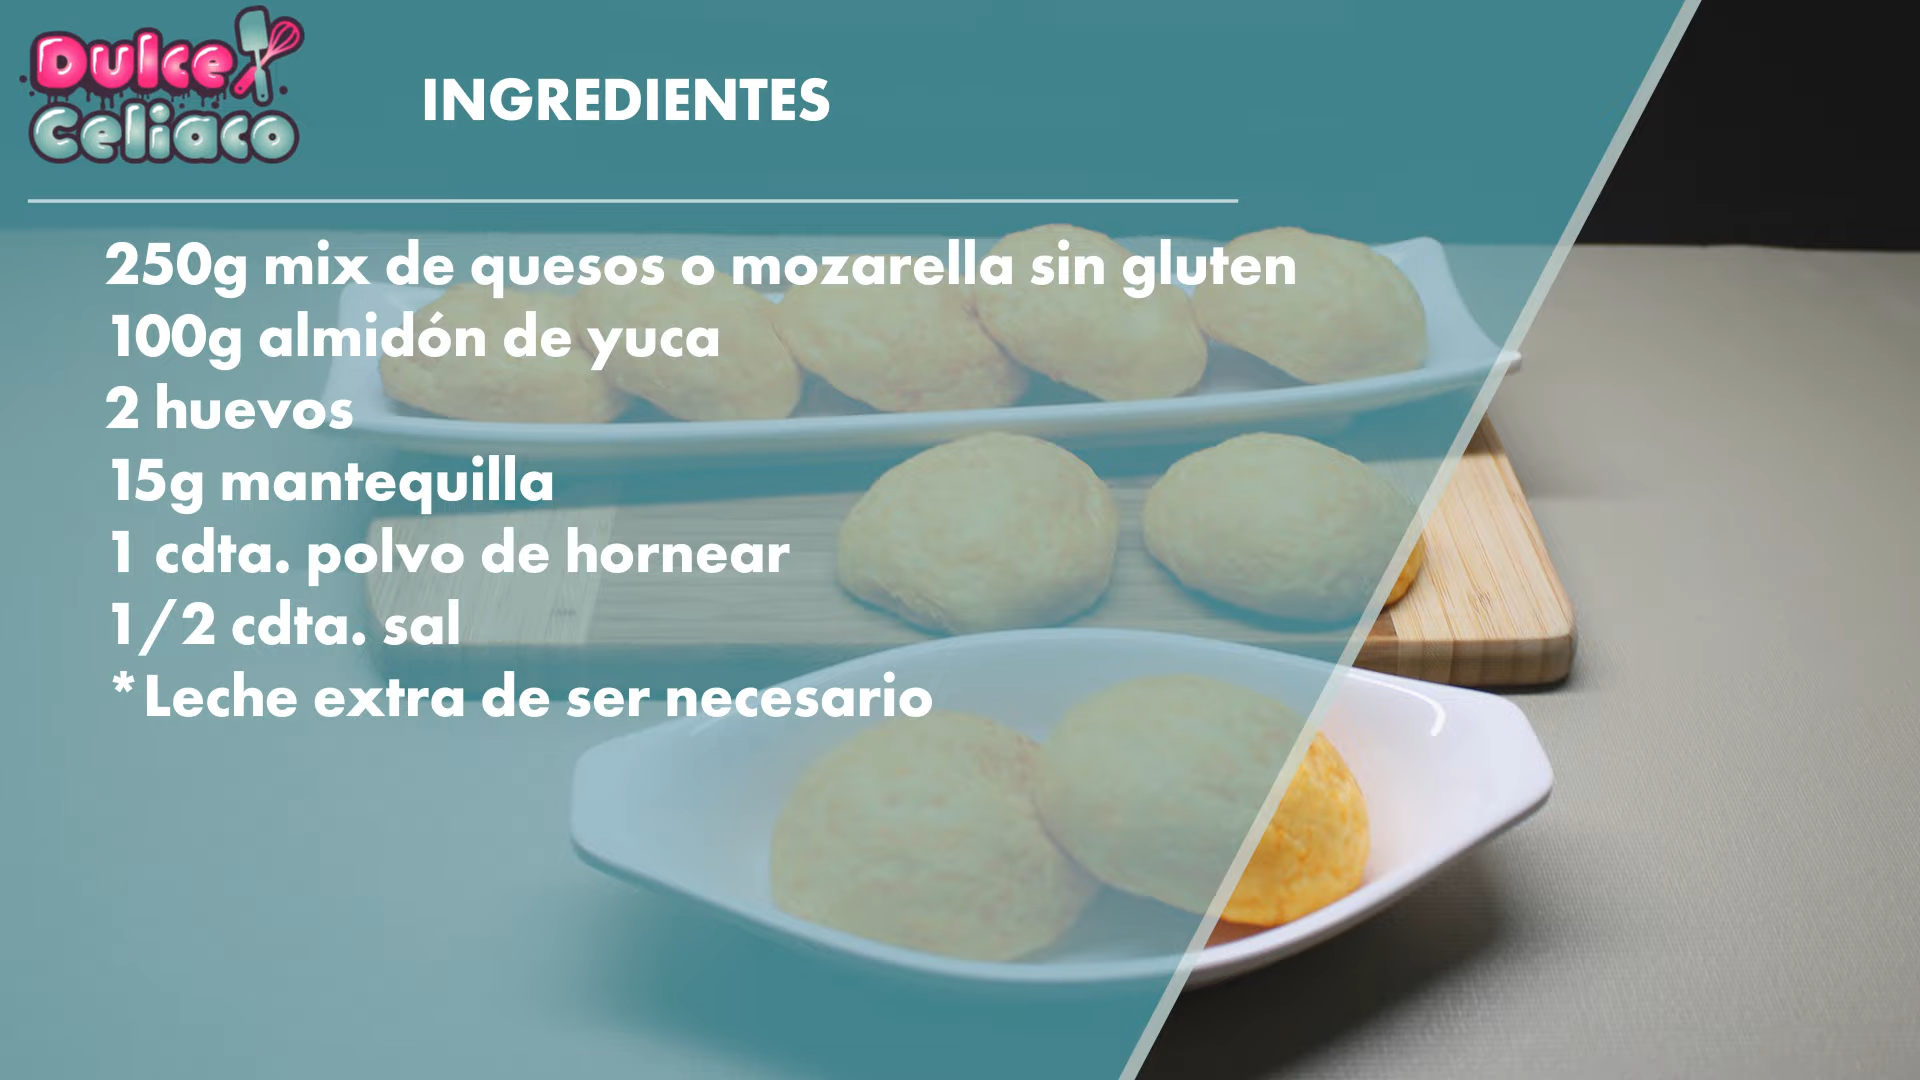 Dulce
Celiaco
INGREDIENTES
250g mix de quesos o mozarella sin gluten
100g almidón de yuca
2 huevos
15g mantequilla
1 cdta. polvo de hornear
1/2 cdta. sal
*Leche extra de ser necesario